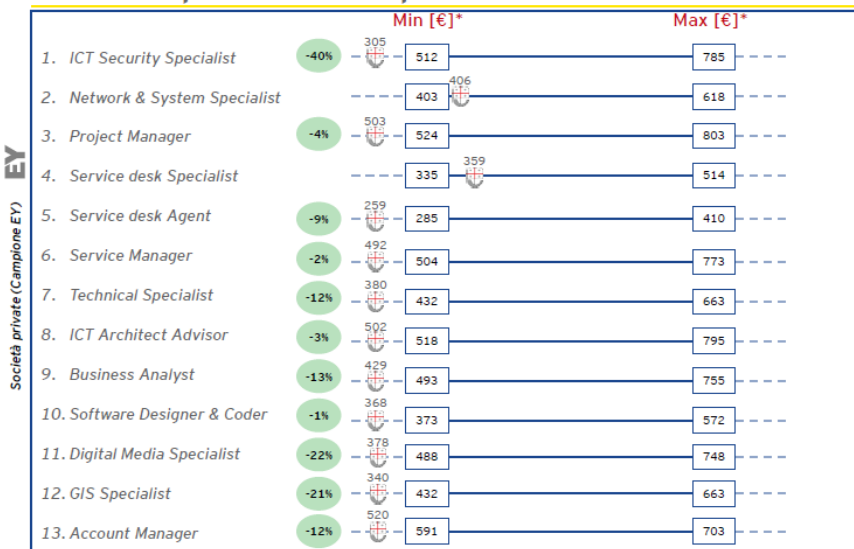 Min [€]* Max [€]*
305
1. ICT Security Specialist -40% 512 785
406
2. Network & System Specialist 403 618
503
3. Project Manager -4% 524 803
359
4. Service desk Specialist 335 514
259
5. Service desk Agent -9% 285 410
492
6. Service Manager -2% 504 773
380
7. Technical Specialist -12% 432 663
502
8. ICT Architect Advisor -3% 518 795
429
9. Business Analyst -13% 493 755
368
10. Software Designer & Coder -1% 373 572
378
11. Digital Media Specialist -22% 488 748
340
12. GIS Specialist -21% 432 663
520
13. Account Manager -12% 591 703
EY
Società private (Campione EY)